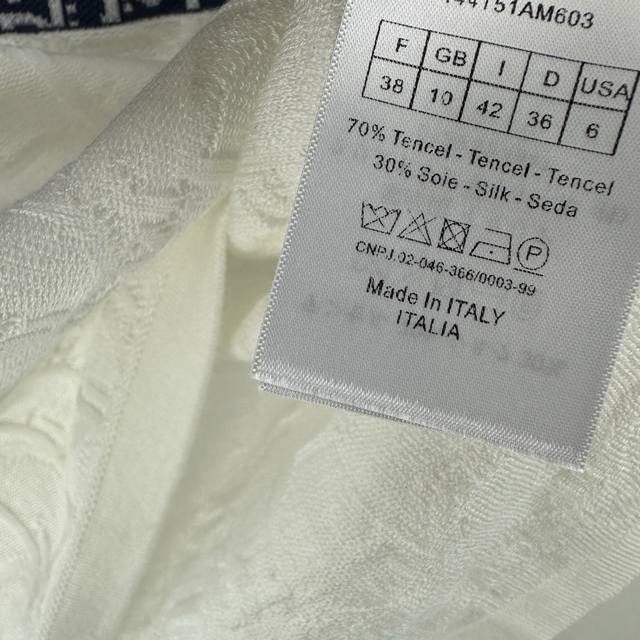 144151AM603
F GB I D USA
38 10 42 36 6
70% Tencel - Tencel - Tencel
30% Soie - Silk - Seda
P
CNPJ.02-046-366/0003-99
Made In ITALY
ITALIA